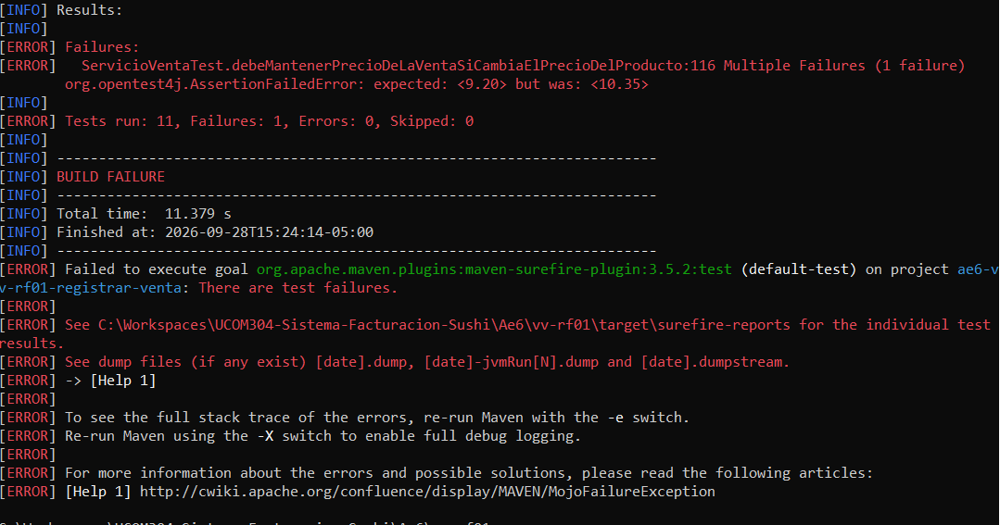 [INFO] Results:
[INFO]
[ERROR] Failures:
[ERROR]   ServicioVentaTest.debeMantenerPrecioDeLaVentaSiCambiaElPrecioDelProducto:116 Multiple Failures (1 failure)
org.opentest4j.AssertionFailedError: expected: <9.20> but was: <10.35>
[INFO]
[ERROR] Tests run: 11, Failures: 1, Errors: 0, Skipped: 0
[INFO]
[INFO] ------------------------------------------------------------------------
[INFO] BUILD FAILURE
[INFO] ------------------------------------------------------------------------
[INFO] Total time:  11.379 s
[INFO] Finished at: 2026-09-28T15:24:14-05:00
[INFO] ------------------------------------------------------------------------
[ERROR] Failed to execute goal org.apache.maven.plugins:maven-surefire-plugin:3.5.2:test (default-test) on project ae6-v
v-rf01-registrar-venta: There are test failures.
[ERROR]
[ERROR] See C:\Workspaces\UCOM304-Sistema-Facturacion-Sushi\Ae6\vv-rf01\target\surefire-reports for the individual test
results.
[ERROR] See dump files (if any exist) [date].dump, [date]-jvmRun[N].dump and [date].dumpstream.
[ERROR] -> [Help 1]
[ERROR]
[ERROR] To see the full stack trace of the errors, re-run Maven with the -e switch.
[ERROR] Re-run Maven using the -X switch to enable full debug logging.
[ERROR]
[ERROR] For more information about the errors and possible solutions, please read the following articles:
[ERROR] [Help 1] http://cwiki.apache.org/confluence/display/MAVEN/MojoFailureException